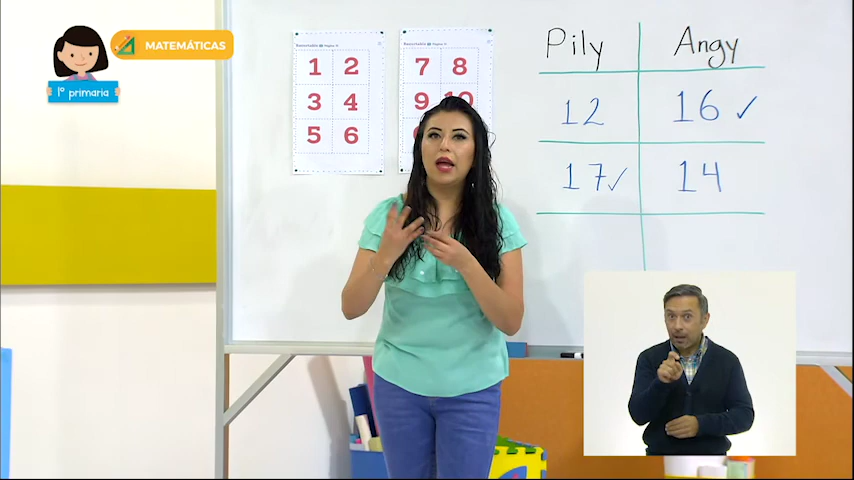 MATEMÁTICAS
1° primaria
1 2
3 4
5 6
7 8
9 10
Pily Angy
12 16 ✓
17 ✓ 14